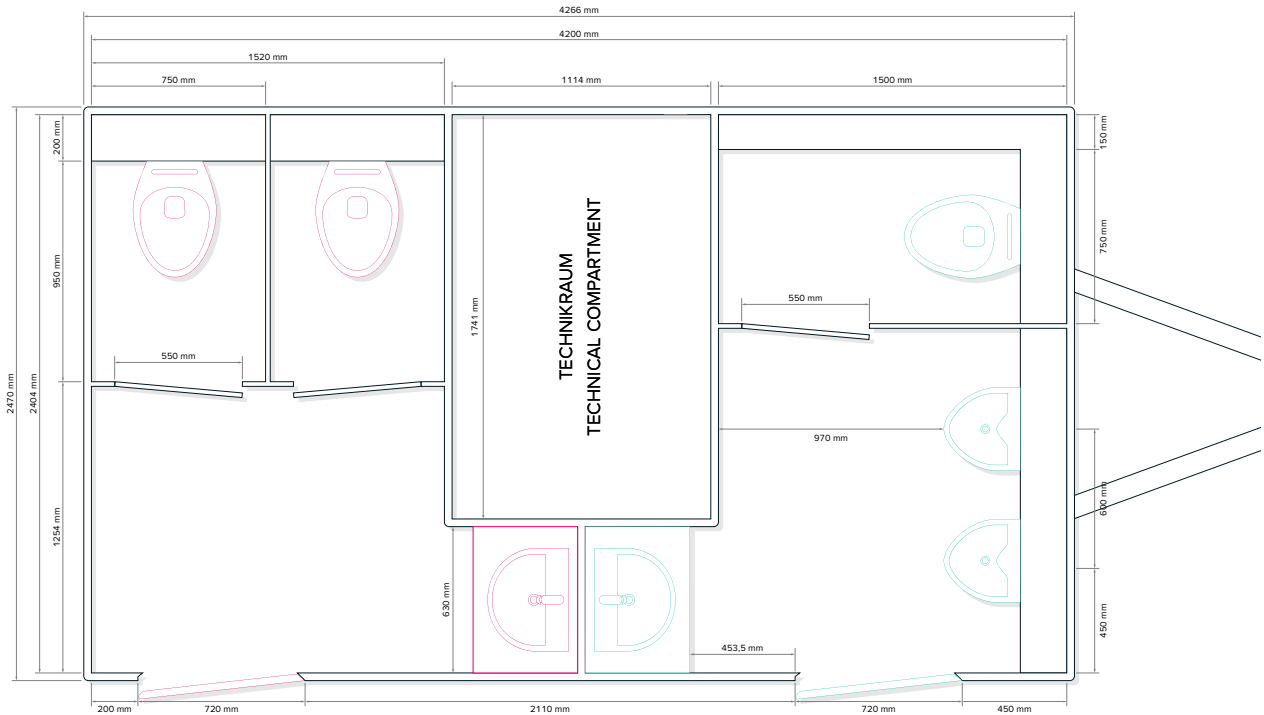 4266 mm
4200 mm
1520 mm
750 mm
1114 mm
1500 mm
200 mm
150 mm
950 mm
750 mm
TECHNIKRAUM
TECHNICAL COMPARTMENT
1741 mm
550 mm
550 mm
2470 mm
2404 mm
970 mm
600 mm
1254 mm
630 mm
450 mm
453,5 mm
200 mm
720 mm
2110 mm
720 mm
450 mm